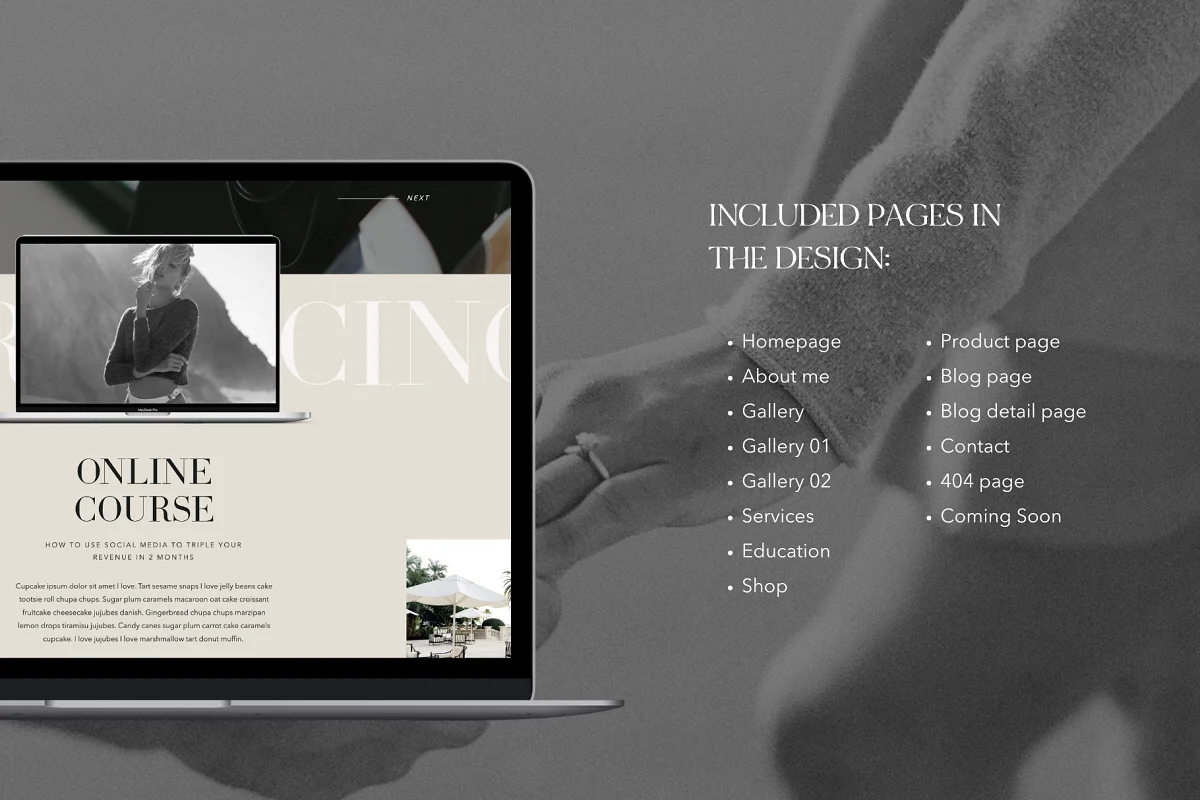 NEXT
CIN
MacBook Pro
ONLINE
COURSE
HOW TO USE SOCIAL MEDIA TO TRIPLE YOUR
REVENUE IN 2 MONTHS
Cupcake ipsum dolor sit amet I love. Tart sesame snaps I love jelly beans cake
tootsie roll chupa chups. Sugar plum caramels macaroon oat cake croissant
fruitcake cheesecake jujubes danish. Gingerbread chupa chups marzipan
lemon drops tiramisu jujubes. Candy canes sugar plum carrot cake caramels
cupcake. I love jujubes I love marshmallow tart donut muffin.
INCLUDED PAGES IN
THE DESIGN:
• Homepage
• About me
• Gallery
• Gallery 01
• Gallery 02
• Services
• Education
• Shop
• Product page
• Blog page
• Blog detail page
• Contact
• 404 page
• Coming Soon